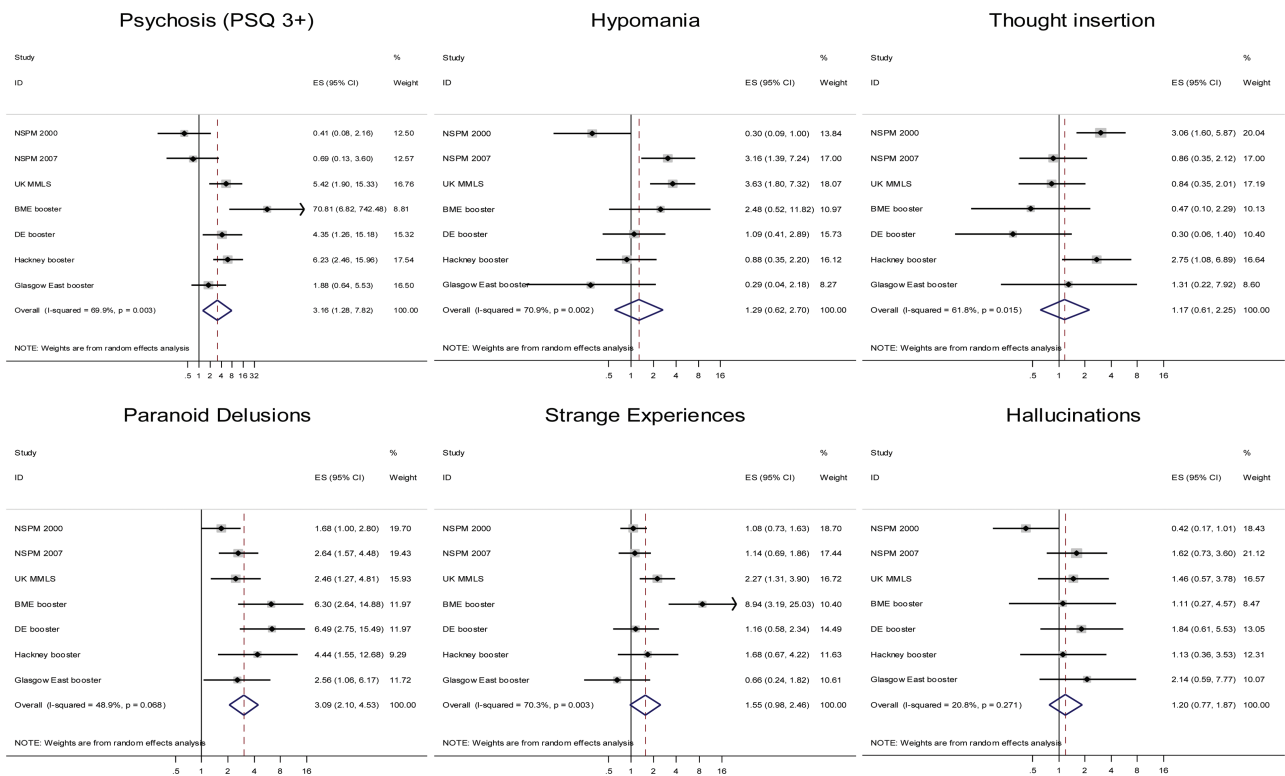 Psychosis (PSQ 3+)
Study %
ID ES (95% CI) Weight
NSPM 2000 0.41 (0.08, 2.16) 12.50
NSPM 2007 0.69 (0.13, 3.60) 12.57
UK MMLS 5.42 (1.90, 15.33) 16.76
BME booster 70.81 (6.82, 742.48) 8.81
DE booster 4.35 (1.26, 15.18) 15.32
Hackney booster 6.23 (2.46, 15.96) 17.54
Glasgow East booster 1.88 (0.64, 5.53) 16.50
Overall (I-squared = 69.9%, p = 0.003) 3.16 (1.28, 7.82) 100.00
NOTE: Weights are from random effects analysis
.5 1 2 4 8 16 32
Hypomania
Study %
ID ES (95% CI) Weight
NSPM 2000 0.30 (0.09, 1.00) 13.84
NSPM 2007 3.16 (1.39, 7.24) 17.00
UK MMLS 3.63 (1.80, 7.32) 18.07
BME booster 2.48 (0.52, 11.82) 10.97
DE booster 1.09 (0.41, 2.89) 15.73
Hackney booster 0.88 (0.35, 2.20) 16.12
Glasgow East booster 0.29 (0.04, 2.18) 8.27
Overall (I-squared = 70.9%, p = 0.002) 1.29 (0.62, 2.70) 100.00
NOTE: Weights are from random effects analysis
.5 1 2 4 8 16
Thought insertion
Study %
ID ES (95% CI) Weight
NSPM 2000 3.06 (1.60, 5.87) 20.04
NSPM 2007 0.86 (0.35, 2.12) 17.00
UK MMLS 0.84 (0.35, 2.01) 17.19
BME booster 0.47 (0.10, 2.29) 10.13
DE booster 0.30 (0.06, 1.40) 10.40
Hackney booster 2.75 (1.08, 6.89) 16.64
Glasgow East booster 1.31 (0.22, 7.92) 8.60
Overall (I-squared = 61.8%, p = 0.015) 1.17 (0.61, 2.25) 100.00
NOTE: Weights are from random effects analysis
.5 1 2 4 8 16
Paranoid Delusions
Study %
ID ES (95% CI) Weight
NSPM 2000 1.68 (1.00, 2.80) 19.70
NSPM 2007 2.64 (1.57, 4.48) 19.43
UK MMLS 2.46 (1.27, 4.81) 15.93
BME booster 6.30 (2.64, 14.88) 11.97
DE booster 6.49 (2.75, 15.49) 11.97
Hackney booster 4.44 (1.55, 12.68) 9.29
Glasgow East booster 2.56 (1.06, 6.17) 11.72
Overall (I-squared = 48.9%, p = 0.068) 3.09 (2.10, 4.53) 100.00
NOTE: Weights are from random effects analysis
.5 1 2 4 8 16
Strange Experiences
Study %
ID ES (95% CI) Weight
NSPM 2000 1.08 (0.73, 1.63) 18.70
NSPM 2007 1.14 (0.69, 1.86) 17.44
UK MMLS 2.27 (1.31, 3.90) 16.72
BME booster 8.94 (3.19, 25.03) 10.40
DE booster 1.16 (0.58, 2.34) 14.49
Hackney booster 1.68 (0.67, 4.22) 11.63
Glasgow East booster 0.66 (0.24, 1.82) 10.61
Overall (I-squared = 70.3%, p = 0.003) 1.55 (0.98, 2.46) 100.00
NOTE: Weights are from random effects analysis
.5 1 2 4 8 16
Hallucinations
Study %
ID ES (95% CI) Weight
NSPM 2000 0.42 (0.17, 1.01) 18.43
NSPM 2007 1.62 (0.73, 3.60) 21.12
UK MMLS 1.46 (0.57, 3.78) 16.57
BME booster 1.11 (0.27, 4.57) 8.47
DE booster 1.84 (0.61, 5.53) 13.05
Hackney booster 1.13 (0.36, 3.53) 12.31
Glasgow East booster 2.14 (0.59, 7.77) 10.07
Overall (I-squared = 20.8%, p = 0.271) 1.20 (0.77, 1.87) 100.00
NOTE: Weights are from random effects analysis
.5 1 2 4 8 16